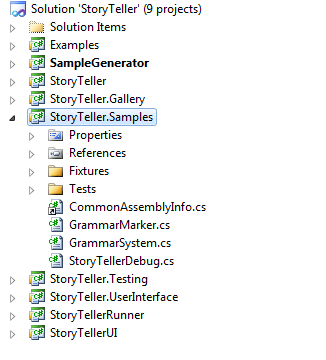 Solution 'StoryTeller' (9 projects)
Solution Items
Examples
SampleGenerator
StoryTeller
StoryTeller.Gallery
StoryTeller.Samples
Properties
References
Fixtures
Tests
CommonAssemblyInfo.cs
GrammarMarker.cs
GrammarSystem.cs
StoryTellerDebug.cs
StoryTeller.Testing
StoryTeller.UserInterface
StoryTellerRunner
StoryTellerUI